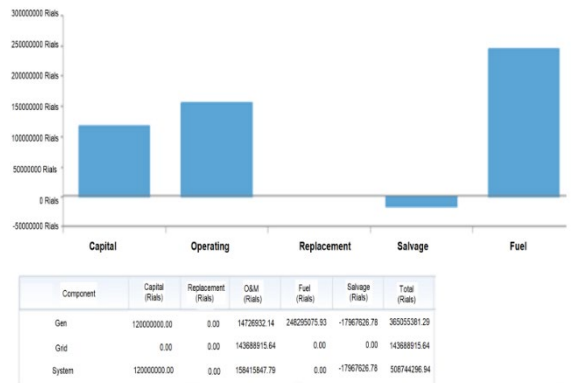 300000000 Rials
250000000 Rials
200000000 Rials
150000000 Rials
100000000 Rials
50000000 Rials
0 Rials
-50000000 Rials
Capital Operating Replacement Salvage Fuel
Component Capital (Rials) Replacement (Rials) O&M (Rials) Fuel (Rials) Salvage (Rials) Total (Rials)
Gen 120000000.00 0.00 14726932.14 248295075.93 -17967626.78 365055381.29
Grid 0.00 0.00 143688915.64 0.00 0.00 143688915.64
System 120000000.00 0.00 158415847.79 0.00 -17967626.78 508744296.94